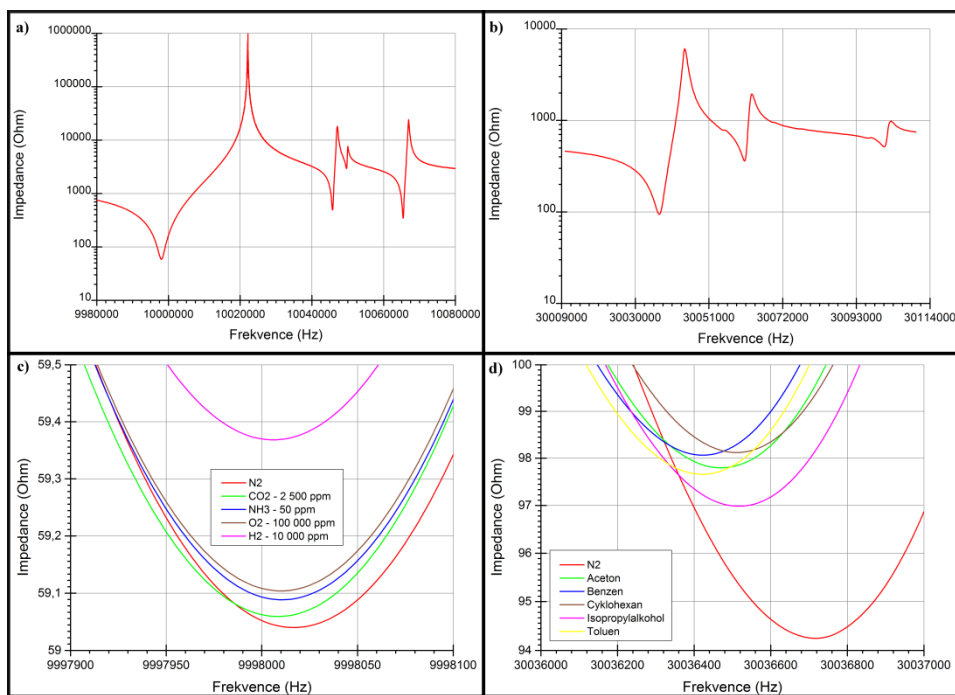 a)
Impedance (Ohm)
1000000
100000
10000
1000
100
10
9980000 10000000 10020000 10040000 10060000 10080000
Frekvence (Hz)
b)
Impedance (Ohm)
10000
1000
100
10
30009000 30030000 30051000 30072000 30093000 30114000
Frekvence (Hz)
c)
Impedance (Ohm)
59.5
59.4
59.3
59.2
59.1
59
N2
CO2 - 2 500 ppm
NH3 - 50 ppm
O2 - 100 000 ppm
H2 - 10 000 ppm
9997900 9997950 9998000 9998050 9998100
Frekvence (Hz)
d)
Impedance (Ohm)
100
99
98
97
96
95
94
N2
Aceton
Benzen
Cyklohexan
Isopropylalkohol
Toluen
30036000 30036200 30036400 30036600 30036800 30037000
Frekvence (Hz)